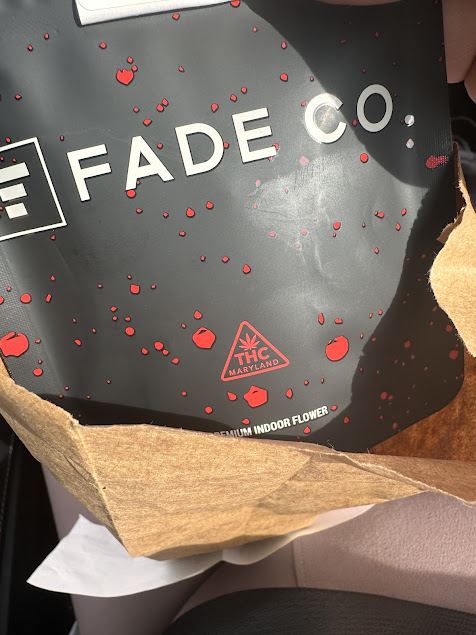 F FADE CO.
THC
MARYLAND
PREMIUM INDOOR FLOWER